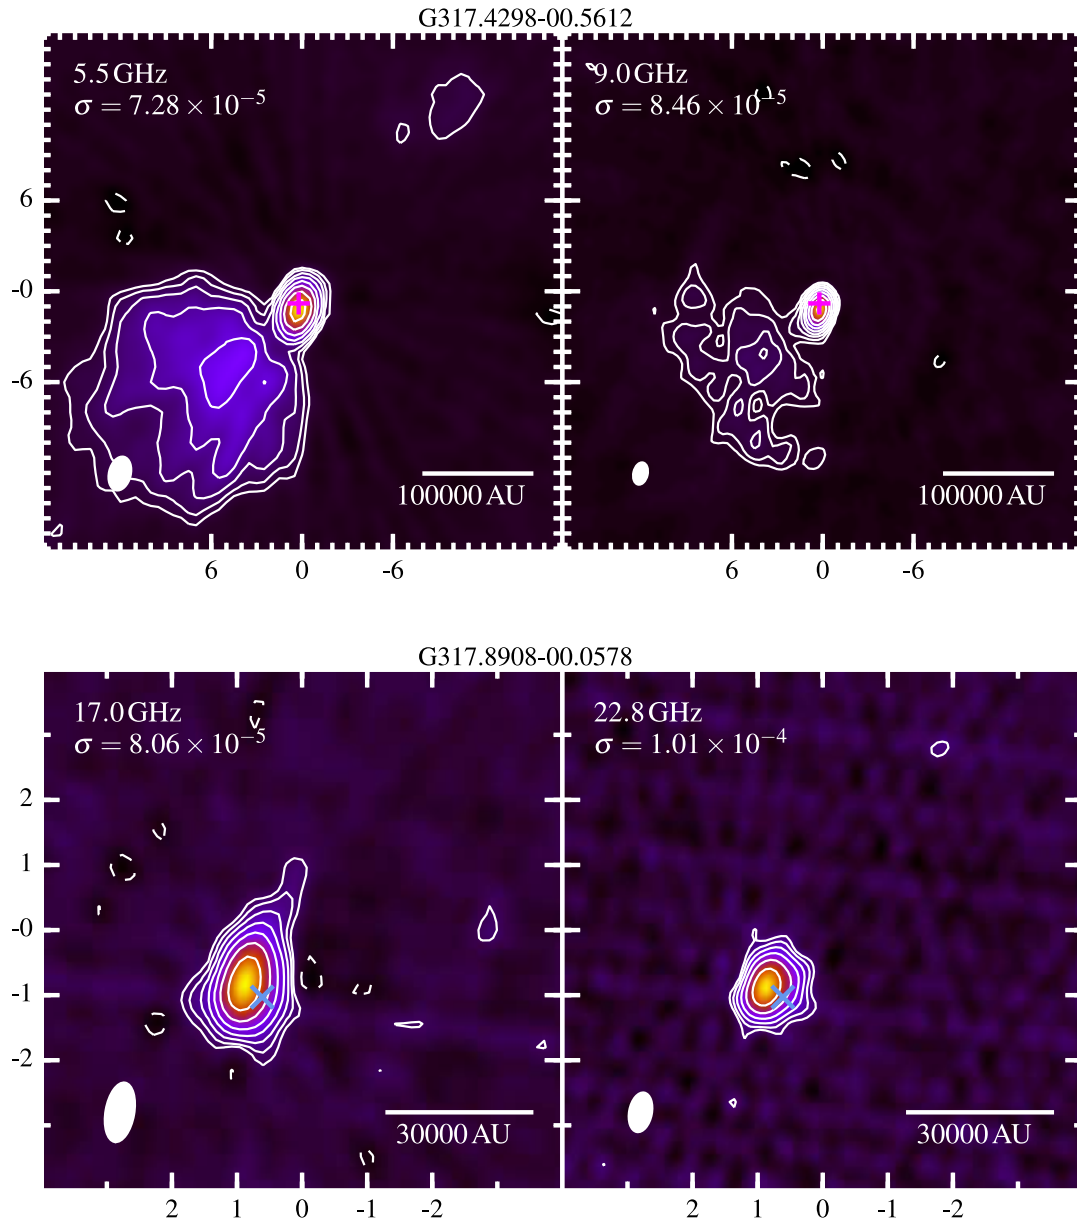 G317.4298-00.5612
5.5 GHz
σ = 7.28 × 10⁻⁵
9.0 GHz
σ = 8.46 × 10⁻⁵
6
-0
-6
100000 AU
100000 AU
6 0 -6
6 0 -6
G317.8908-00.0578
17.0 GHz
σ = 8.06 × 10⁻⁵
22.8 GHz
σ = 1.01 × 10⁻⁴
2
1
-0
-1
-2
30000 AU
30000 AU
2 1 0 -1 -2
2 1 0 -1 -2